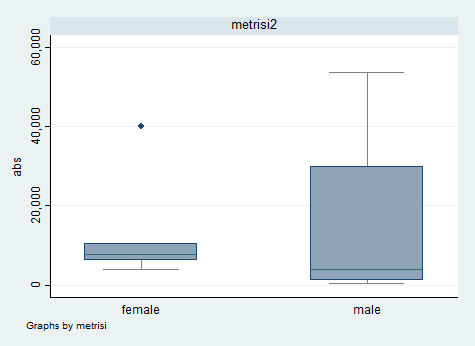 metrisi2
60,000
40,000
20,000
0
abs
female male
Graphs by metrisi